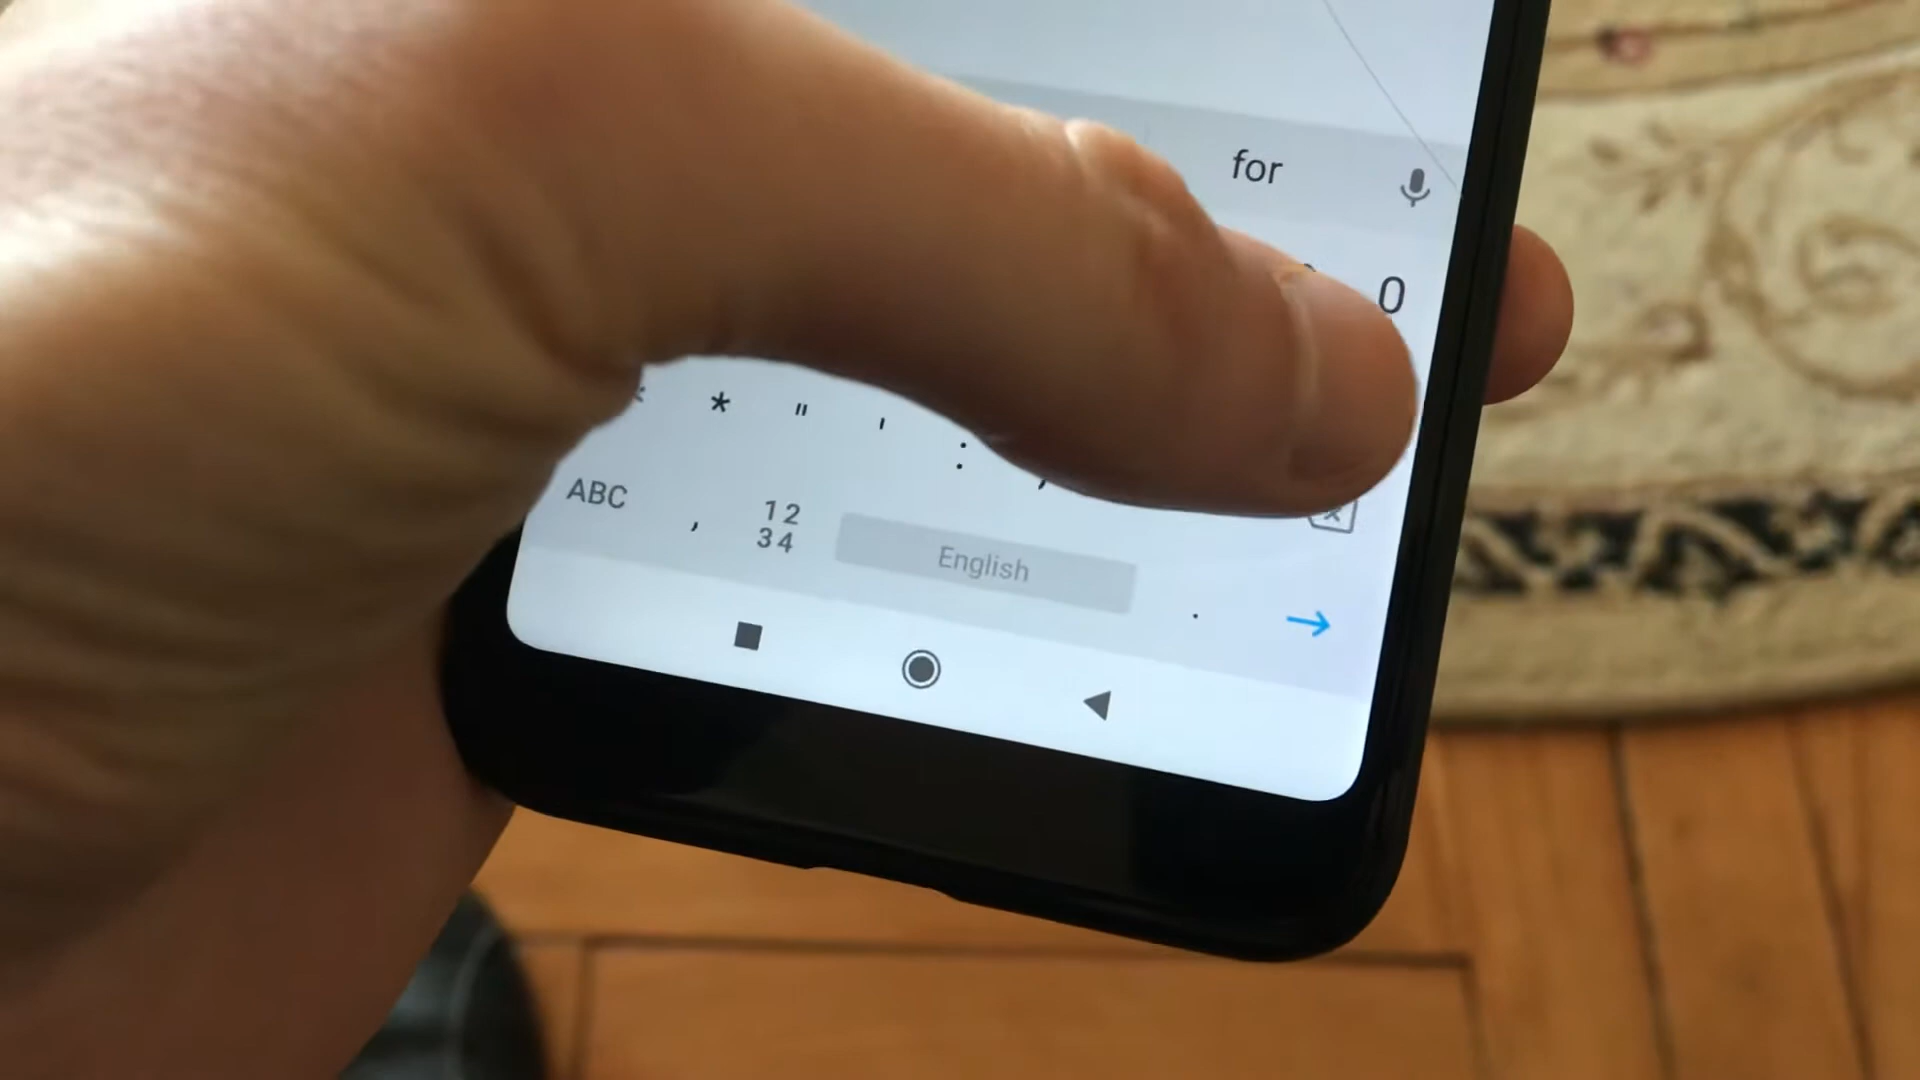 for
0
* " ' : ,
ABC , 12
34 English .